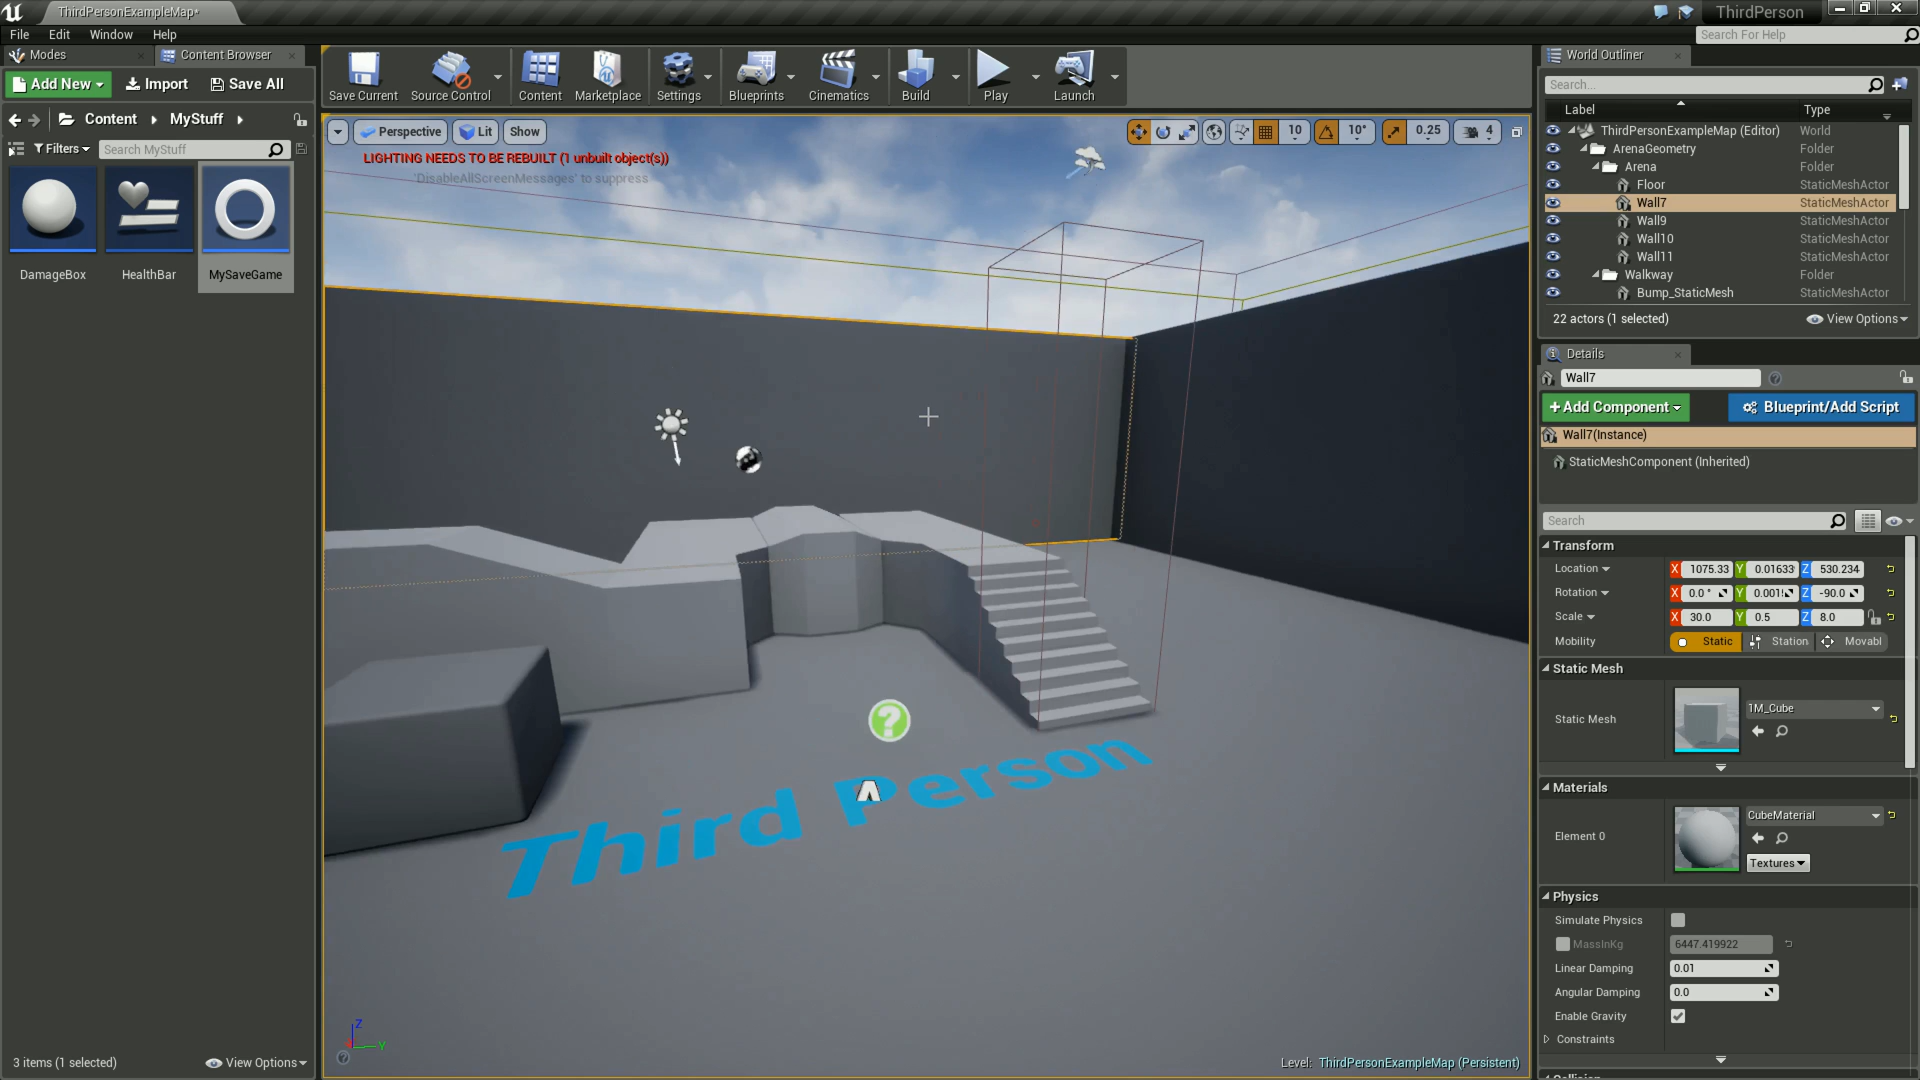 ThirdPersonExampleMap*
ThirdPerson
File Edit Window Help
Search For Help
Modes
Content Browser
Add New
Import
Save All
Content
MyStuff
Filters
Search MyStuff
DamageBox
HealthBar
MySaveGame
3 items (1 selected)
View Options
Save Current
Source Control
Content
Marketplace
Settings
Blueprints
Cinematics
Build
Play
Launch
Perspective
Lit
Show
10
10°
0.25
4
LIGHTING NEEDS TO BE REBUILT (1 unbuilt object(s))
'DisableAllScreenMessages' to suppress
Third Person
Z
Y
Level: ThirdPersonExampleMap (Persistent)
World Outliner
Search...
Label Type
ThirdPersonExampleMap (Editor) World
ArenaGeometry Folder
Arena Folder
Floor StaticMeshActor
Wall7 StaticMeshActor
Wall9 StaticMeshActor
Wall10 StaticMeshActor
Wall11 StaticMeshActor
Walkway Folder
Bump_StaticMesh StaticMeshActor
22 actors (1 selected)
View Options
Details
Wall7
+Add Component
Blueprint/Add Script
Wall7(Instance)
StaticMeshComponent (Inherited)
Search
Transform
Location X 1075.33 Y 0.01633 Z 530.234
Rotation X 0.0 ° Y Z -90.0
Scale X 30.0 Y 0.5 Z 8.0
Mobility Static Station Movabl
Static Mesh
Static Mesh
1M_Cube
Materials
Element 0
CubeMaterial
Textures
Physics
Simulate Physics
MassInKg 6447.419922
Linear Damping 0.01
Angular Damping 0.0
Enable Gravity
Constraints